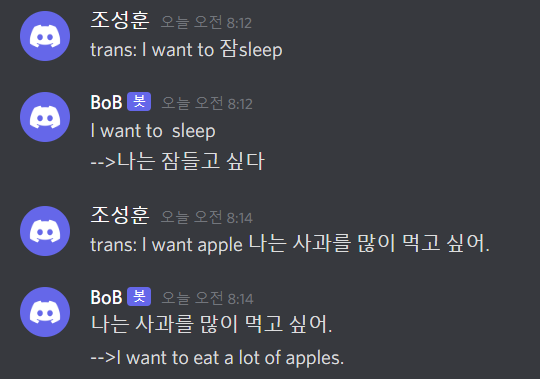 조성훈 오늘 오전 8:12
trans: I want to 잠sleep
BoB 봇 오늘 오전 8:12
I want to  sleep
-->나는 잠들고 싶다
조성훈 오늘 오전 8:14
trans: I want apple 나는 사과를 많이 먹고 싶어.
BoB 봇 오늘 오전 8:14
나는 사과를 많이 먹고 싶어.
-->I want to eat a lot of apples.